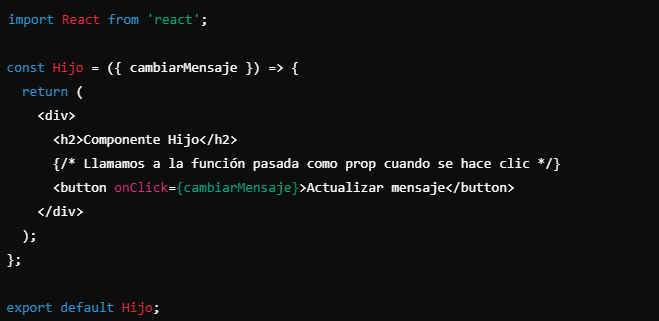 import React from 'react';
const Hijo = ({ cambiarMensaje }) => {
return (
<div>
<h2>Componente Hijo</h2>
{/* Llamamos a la función pasada como prop cuando se hace clic */}
<button onClick={cambiarMensaje}>Actualizar mensaje</button>
</div>
);
};
export default Hijo;